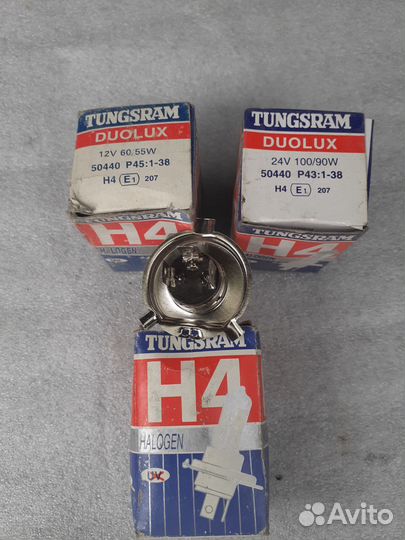 TUNGSRAM
DUOLUX
12V 60/55W
50440 P45:1-38
H4 E1 207
H4
HALOGEN
TUNGSRAM
DUOLUX
24V 100/90W
50440 P43:1-38
H4 E1 207
TUNGSRAM
H4
TUNGSRAM
H4
HALOGEN
Avito